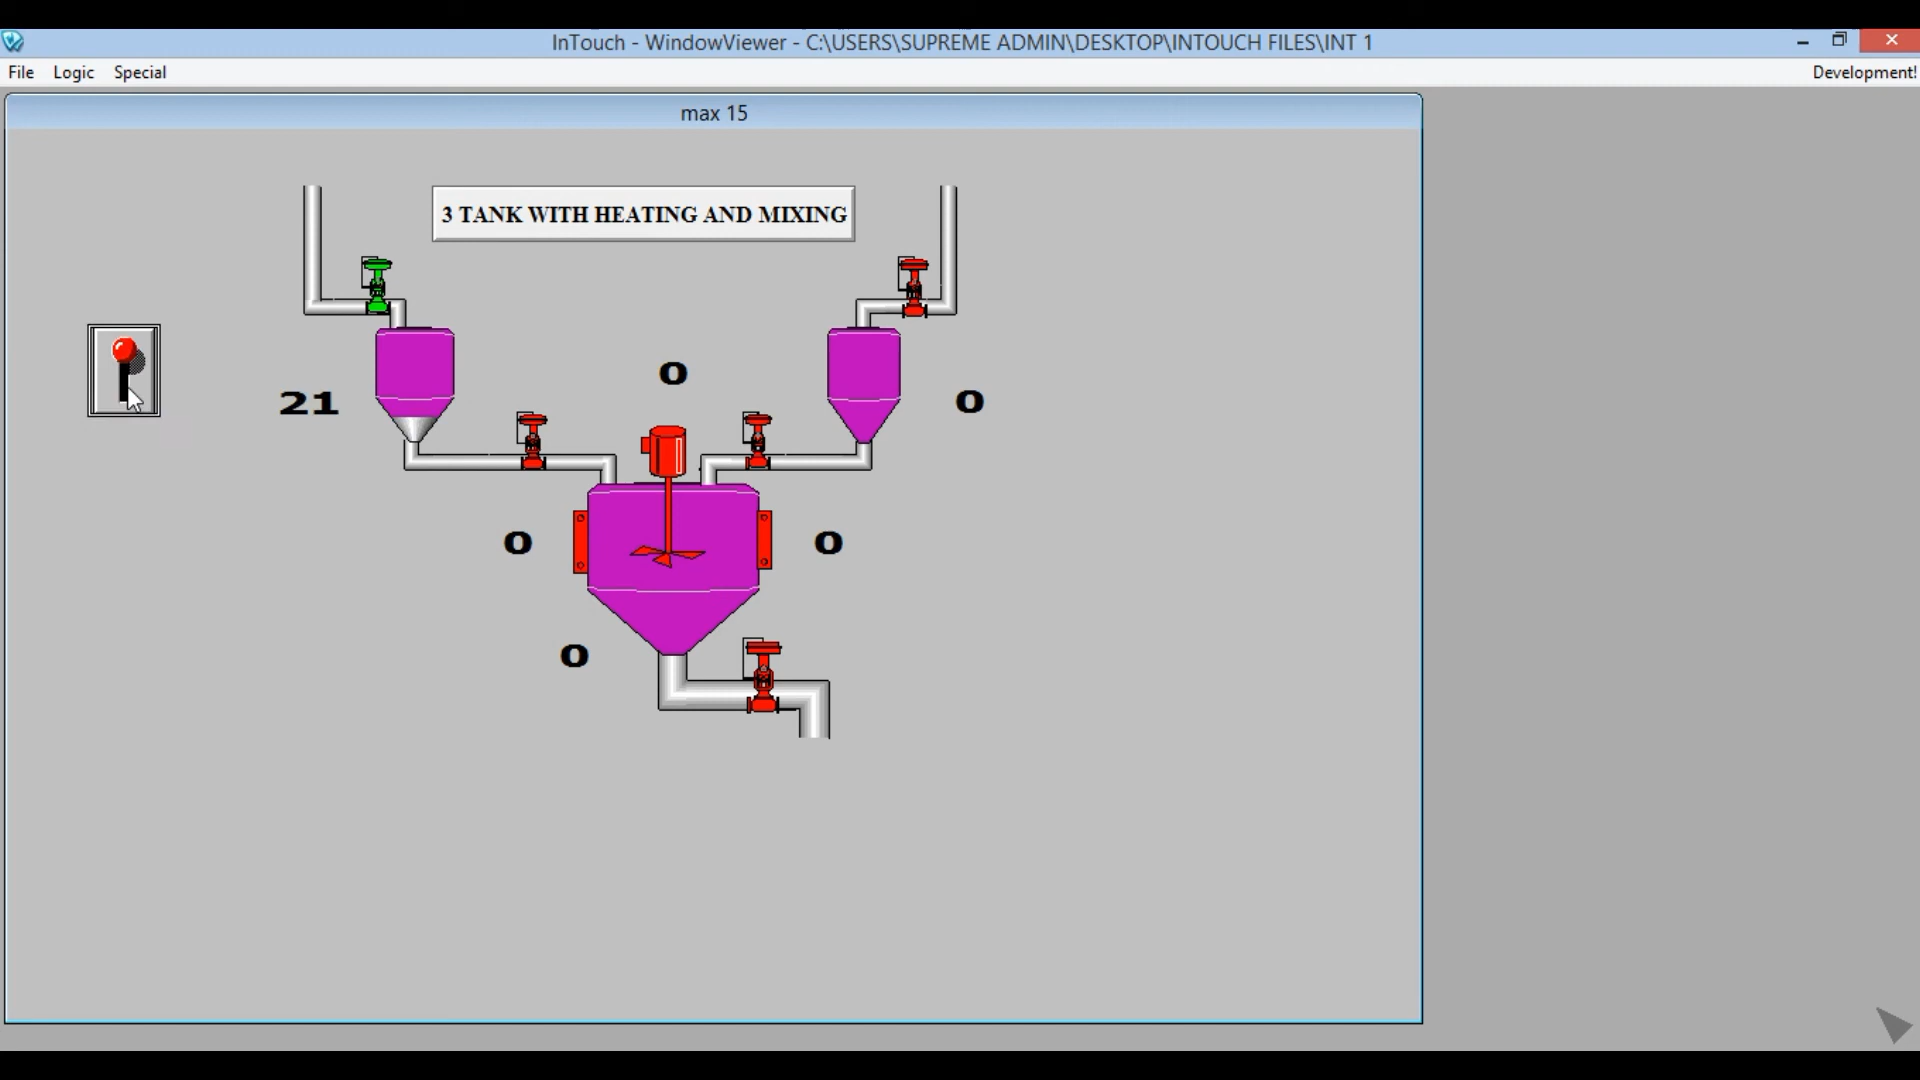 InTouch - WindowViewer - C:\USERS\SUPREME ADMIN\DESKTOP\INTOUCH FILES\INT 1
File Logic Special Development!
max 15
3 TANK WITH HEATING AND MIXING
0
21 0
0 0
0